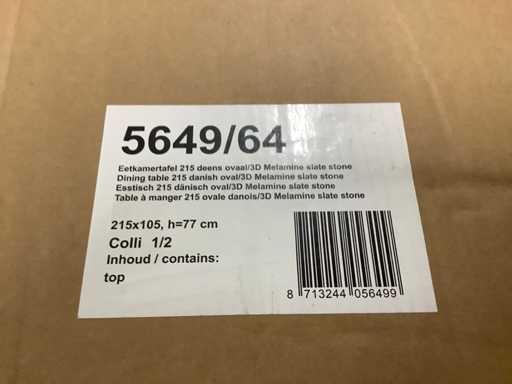 5649/64
Eetkamertafel 215 deens ovaal/3D Melamine slate stone
Dining table 215 danish oval/3D Melamine slate stone
Esstisch 215 dänisch oval/3D Melamine slate stone
Table à manger 215 ovale danois/3D Melamine slate stone
215x105, h=77 cm
Colli 1/2
Inhoud / contains:
top
8 713244 056499